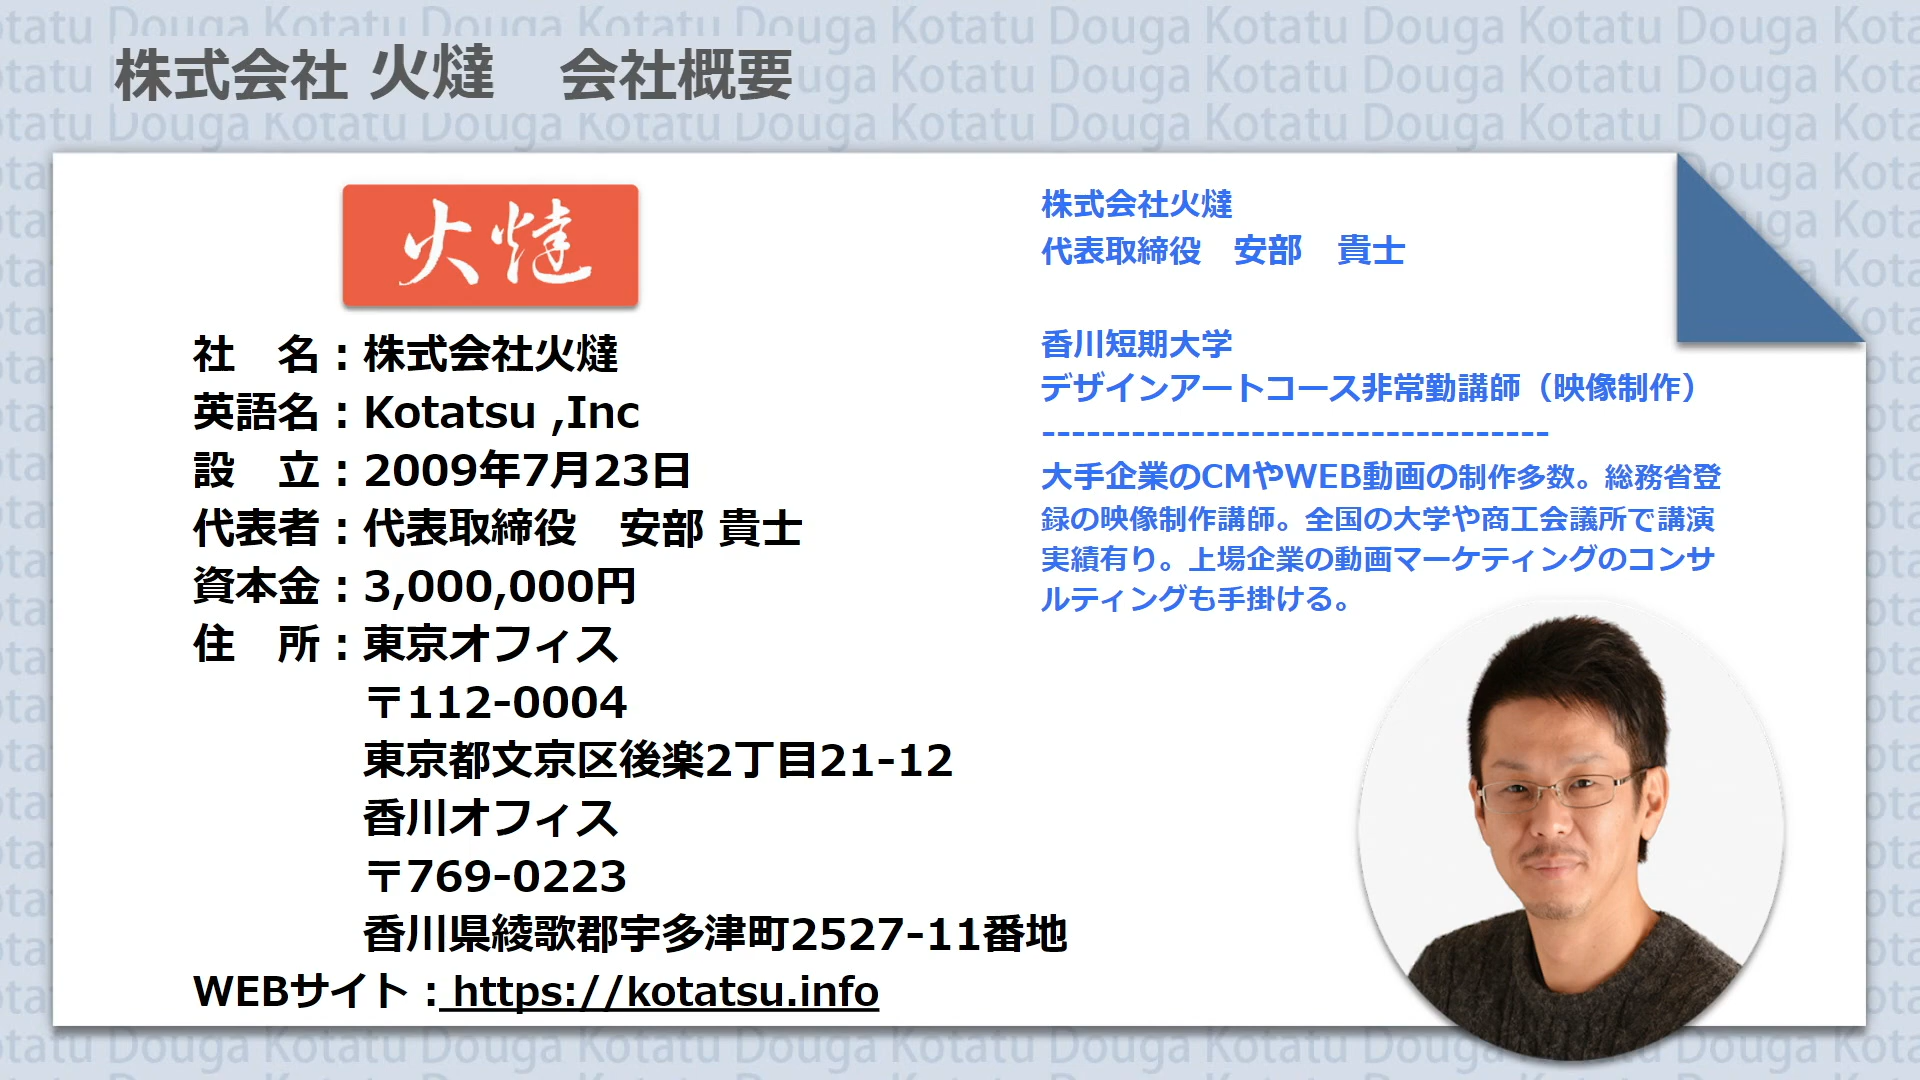 株式会社 火燵　会社概要
火燵
社　名：株式会社火燵
英語名：Kotatsu ,Inc
設　立：2009年7月23日
代表者：代表取締役　安部 貴士
資本金：3,000,000円
住　所：東京オフィス
〒112-0004
東京都文京区後楽2丁目21-12
香川オフィス
〒769-0223
香川県綾歌郡宇多津町2527-11番地
WEBサイト： https://kotatsu.info
株式会社火燵
代表取締役　安部　貴士
香川短期大学
デザインアートコース非常勤講師（映像制作）
----------------------------------
大手企業のCMやWEB動画の制作多数。総務省登
録の映像制作講師。全国の大学や商工会議所で講演
実績有り。上場企業の動画マーケティングのコンサ
ルティングも手掛ける。